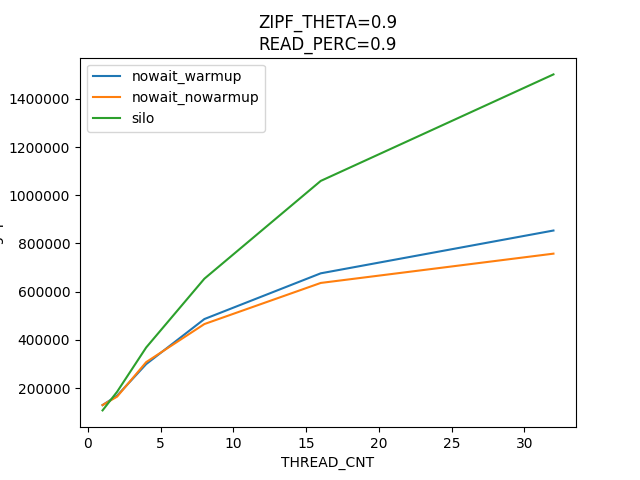 ZIPF_THETA=0.9
READ_PERC=0.9
nowait_warmup
nowait_nowarmup
silo
1400000
1200000
1000000
800000
600000
400000
200000
0 5 10 15 20 25 30
THREAD_CNT